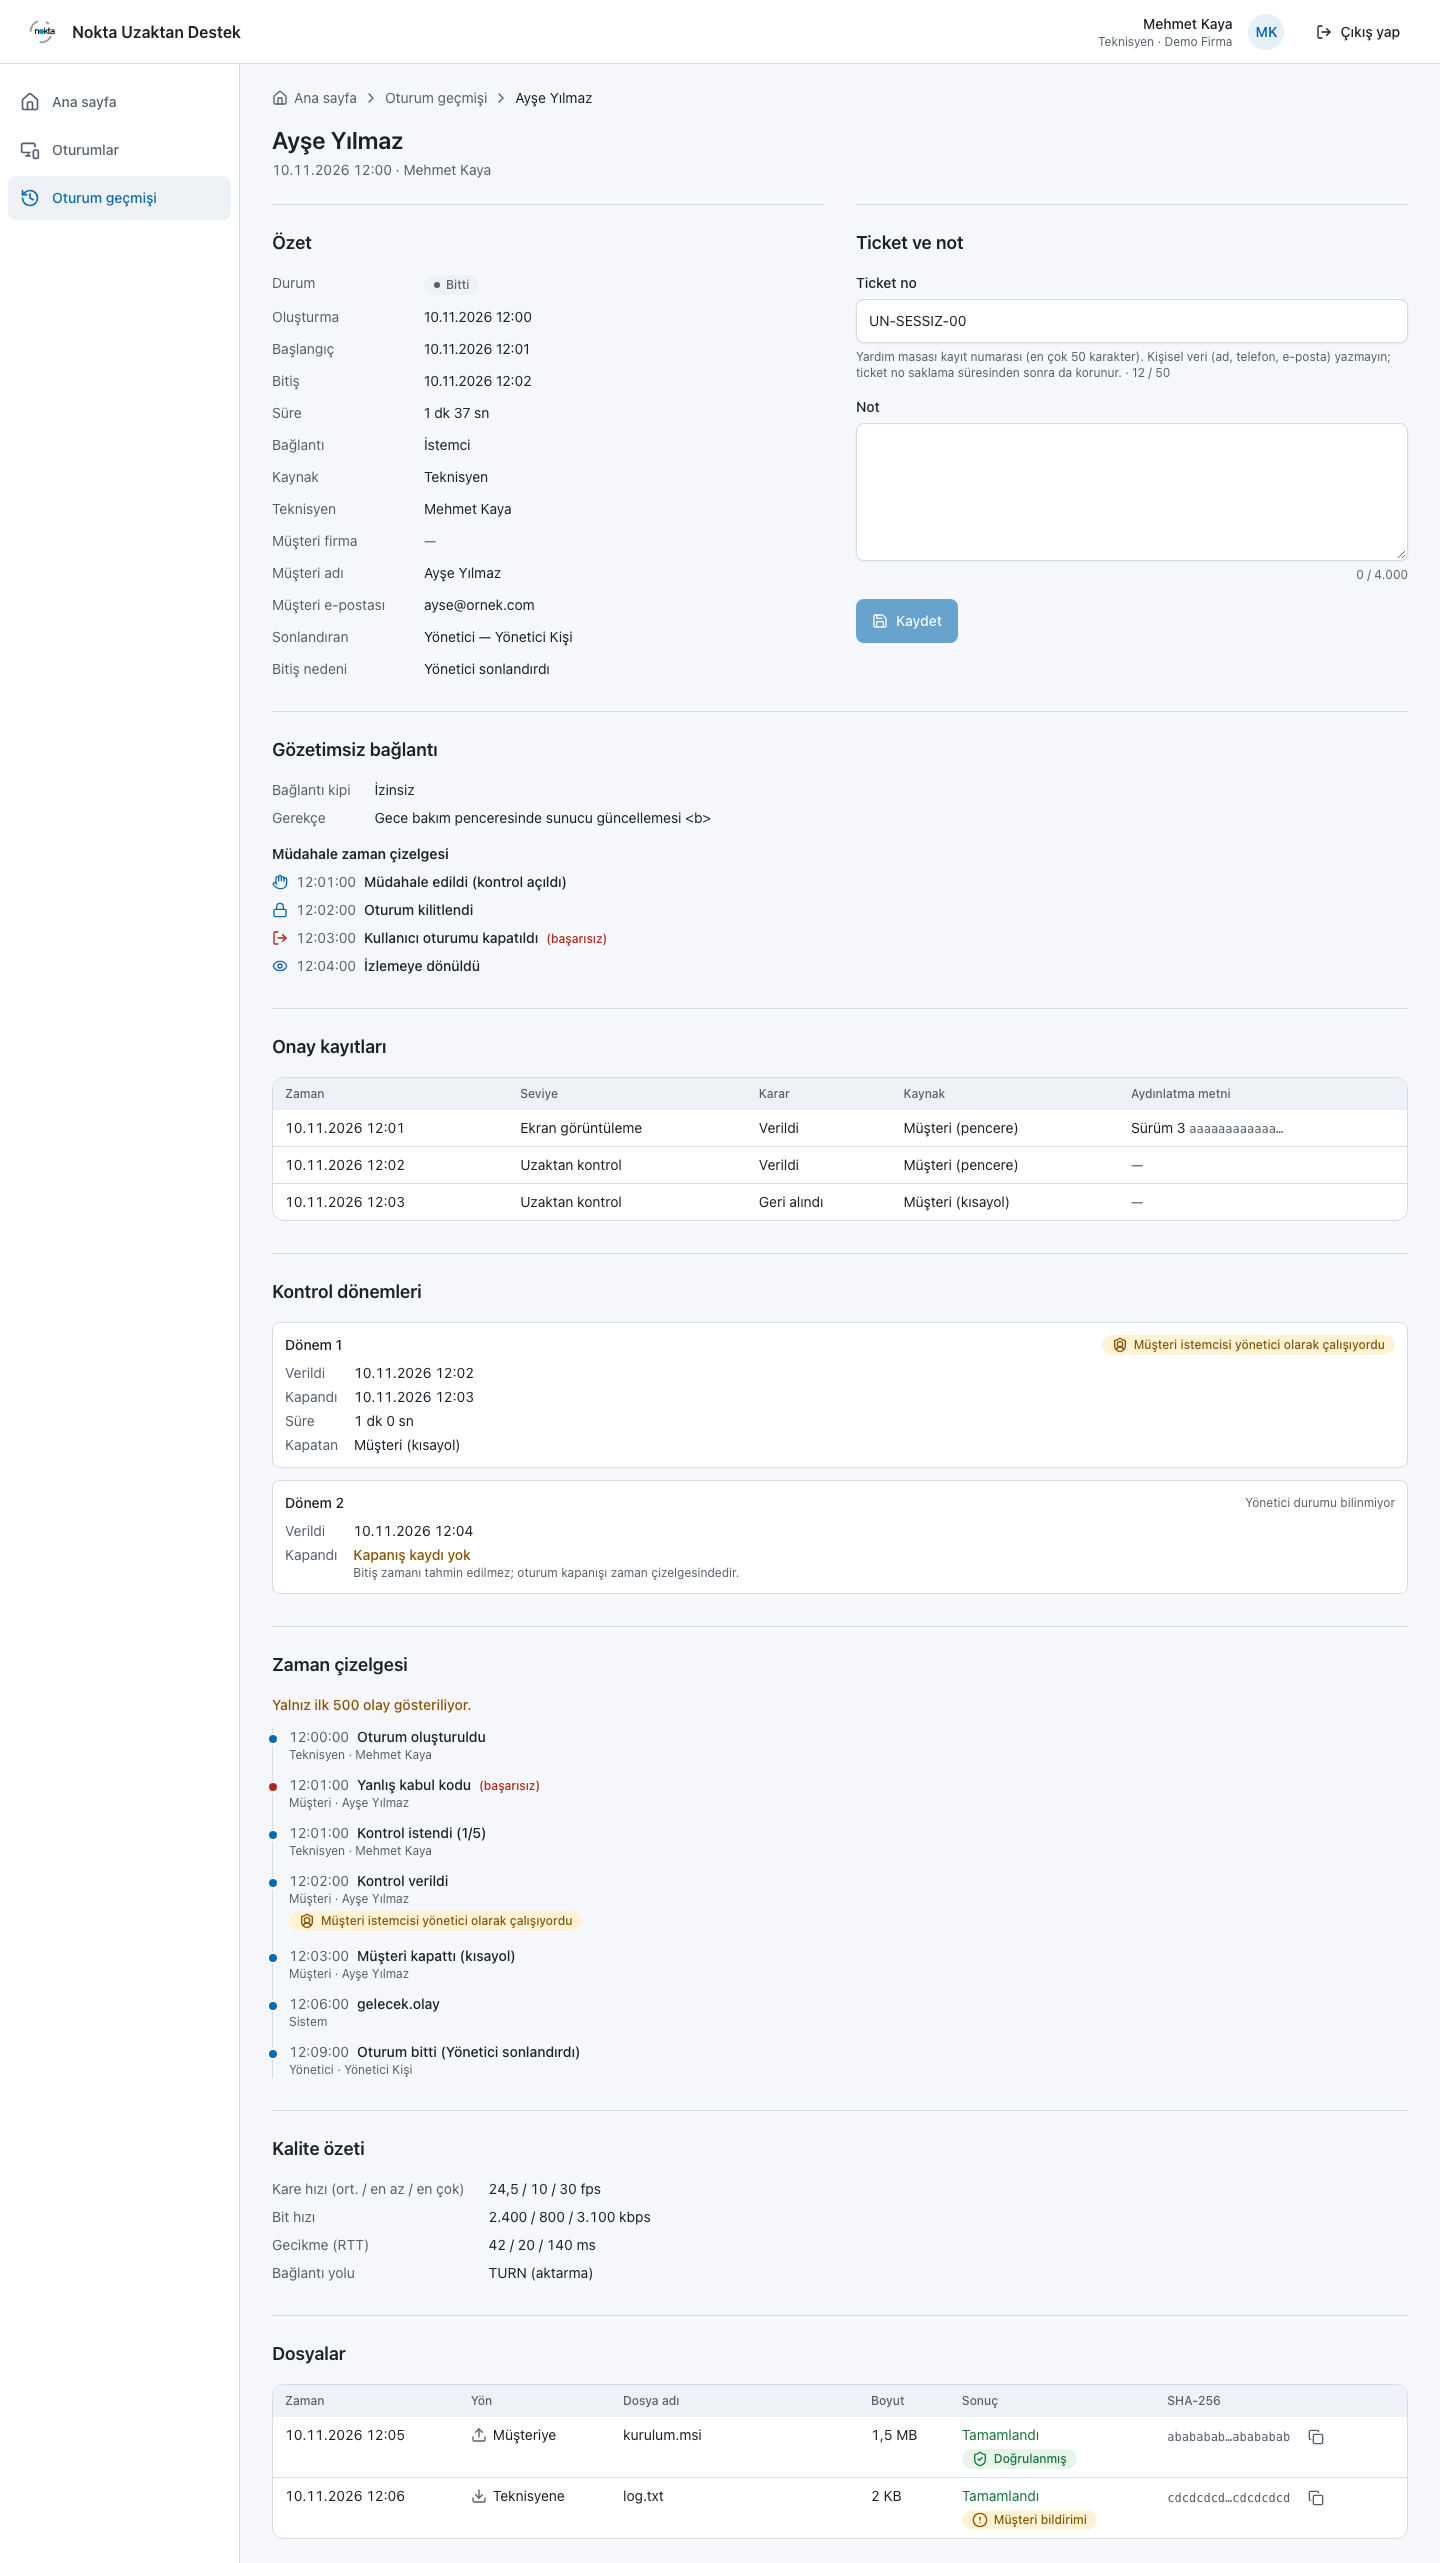 nokta
Nokta Uzaktan Destek
Mehmet Kaya
Teknisyen · Demo Firma
MK
Çıkış yap
Ana sayfa
Oturumlar
Oturum geçmişi
Ana sayfa > Oturum geçmişi > Ayşe Yılmaz
Ayşe Yılmaz
10.11.2026 12:00 · Mehmet Kaya
Özet
Durum • Bitti
Oluşturma 10.11.2026 12:00
Başlangıç 10.11.2026 12:01
Bitiş 10.11.2026 12:02
Süre 1 dk 37 sn
Bağlantı İstemci
Kaynak Teknisyen
Teknisyen Mehmet Kaya
Müşteri firma —
Müşteri adı Ayşe Yılmaz
Müşteri e-postası ayse@ornek.com
Sonlandıran Yönetici — Yönetici Kişi
Bitiş nedeni Yönetici sonlandırdı
Ticket ve not
Ticket no
UN-SESSIZ-00
Yardım masası kayıt numarası (en çok 50 karakter). Kişisel veri (ad, telefon, e-posta) yazmayın;
ticket no saklama süresinden sonra da korunur. · 12 / 50
Not
0 / 4.000
Kaydet
Gözetimsiz bağlantı
Bağlantı kipi İzinsiz
Gerekçe Gece bakım penceresinde sunucu güncellemesi <b>
Müdahale zaman çizelgesi
12:01:00 Müdahale edildi (kontrol açıldı)
12:02:00 Oturum kilitlendi
12:03:00 Kullanıcı oturumu kapatıldı (başarısız)
12:04:00 İzlemeye dönüldü
Onay kayıtları
Zaman Seviye Karar Kaynak Aydınlatma metni
10.11.2026 12:01 Ekran görüntüleme Verildi Müşteri (pencere) Sürüm 3 aaaaaaaaaaaa…
10.11.2026 12:02 Uzaktan kontrol Verildi Müşteri (pencere) —
10.11.2026 12:03 Uzaktan kontrol Geri alındı Müşteri (kısayol) —
Kontrol dönemleri
Dönem 1 Müşteri istemcisi yönetici olarak çalışıyordu
Verildi 10.11.2026 12:02
Kapandı 10.11.2026 12:03
Süre 1 dk 0 sn
Kapatan Müşteri (kısayol)
Dönem 2 Yönetici durumu bilinmiyor
Verildi 10.11.2026 12:04
Kapandı Kapanış kaydı yok
Bitiş zamanı tahmin edilmez; oturum kapanışı zaman çizelgesindedir.
Zaman çizelgesi
Yalnız ilk 500 olay gösteriliyor.
12:00:00 Oturum oluşturuldu
Teknisyen · Mehmet Kaya
12:01:00 Yanlış kabul kodu (başarısız)
Müşteri · Ayşe Yılmaz
12:01:00 Kontrol istendi (1/5)
Teknisyen · Mehmet Kaya
12:02:00 Kontrol verildi
Müşteri · Ayşe Yılmaz
Müşteri istemcisi yönetici olarak çalışıyordu
12:03:00 Müşteri kapattı (kısayol)
Müşteri · Ayşe Yılmaz
12:06:00 gelecek.olay
Sistem
12:09:00 Oturum bitti (Yönetici sonlandırdı)
Yönetici · Yönetici Kişi
Kalite özeti
Kare hızı (ort. / en az / en çok) 24,5 / 10 / 30 fps
Bit hızı 2.400 / 800 / 3.100 kbps
Gecikme (RTT) 42 / 20 / 140 ms
Bağlantı yolu TURN (aktarma)
Dosyalar
Zaman Yön Dosya adı Boyut Sonuç SHA-256
10.11.2026 12:05 Müşteriye kurulum.msi 1,5 MB Tamamlandı abababab…abababab
Doğrulanmış
10.11.2026 12:06 Teknisyene log.txt 2 KB Tamamlandı cdcdcdcd…cdcdcdcd
Müşteri bildirimi